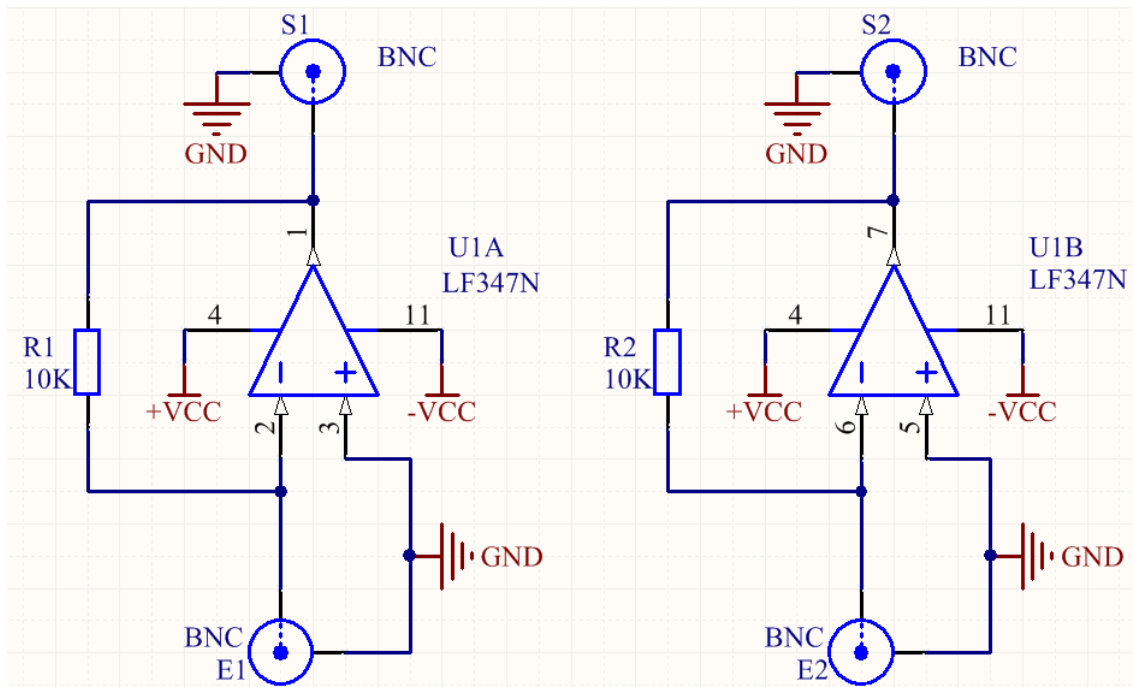 S1
BNC
GND
1
U1A
LF347N
4
11
R1
10K
+VCC
-VCC
2
3
GND
BNC
E1
S2
BNC
GND
7
U1B
LF347N
4
11
R2
10K
+VCC
-VCC
6
5
GND
BNC
E2